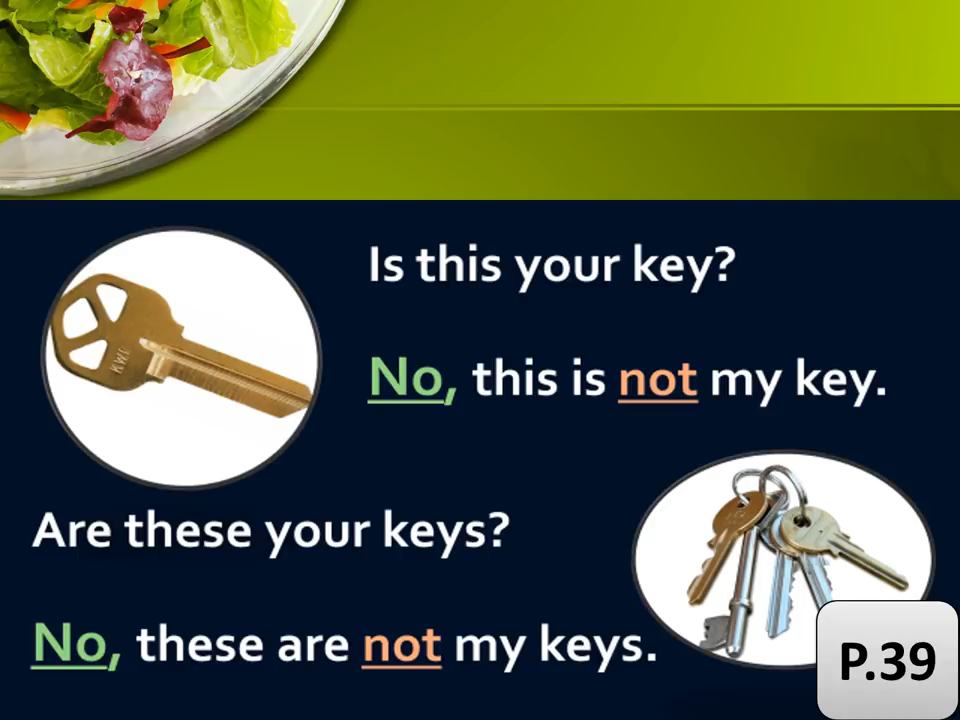 KW1
Is this your key?
No, this is not my key.
Are these your keys?
No, these are not my keys.
P.39